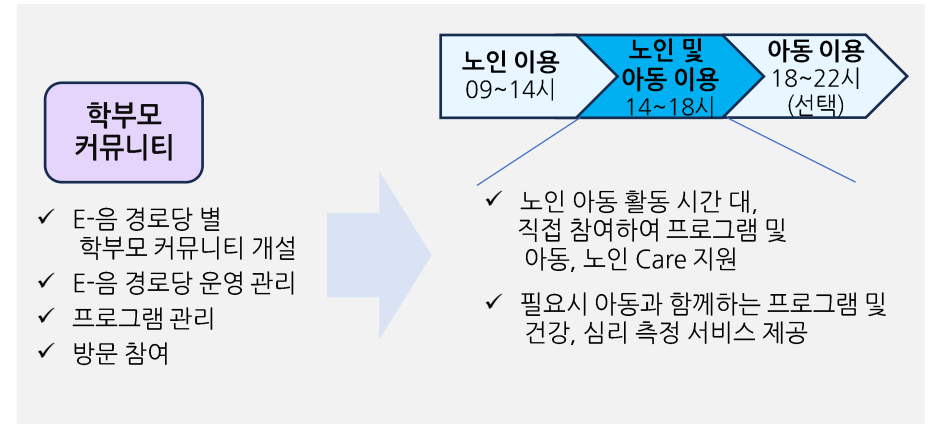 학부모
커뮤니티
✓ E-음 경로당 별
학부모 커뮤니티 개설
✓ E-음 경로당 운영 관리
✓ 프로그램 관리
✓ 방문 참여
노인 이용
09~14시
노인 및
아동 이용
14~18시
아동 이용
18~22시
(선택)
✓ 노인 아동 활동 시간 대,
직접 참여하여 프로그램 및
아동, 노인 Care 지원
✓ 필요시 아동과 함께하는 프로그램 및
건강, 심리 측정 서비스 제공